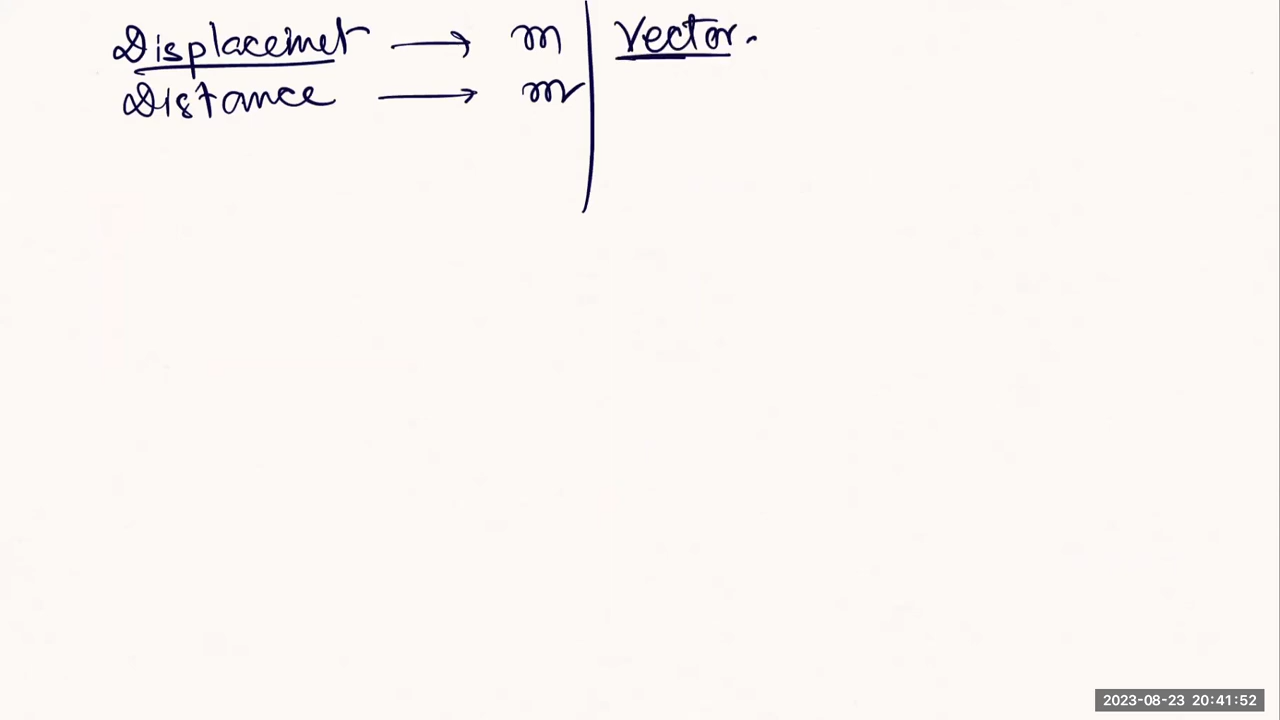 Displacemet → m | Vector.
Distance → m
2023-08-23 20:41:52